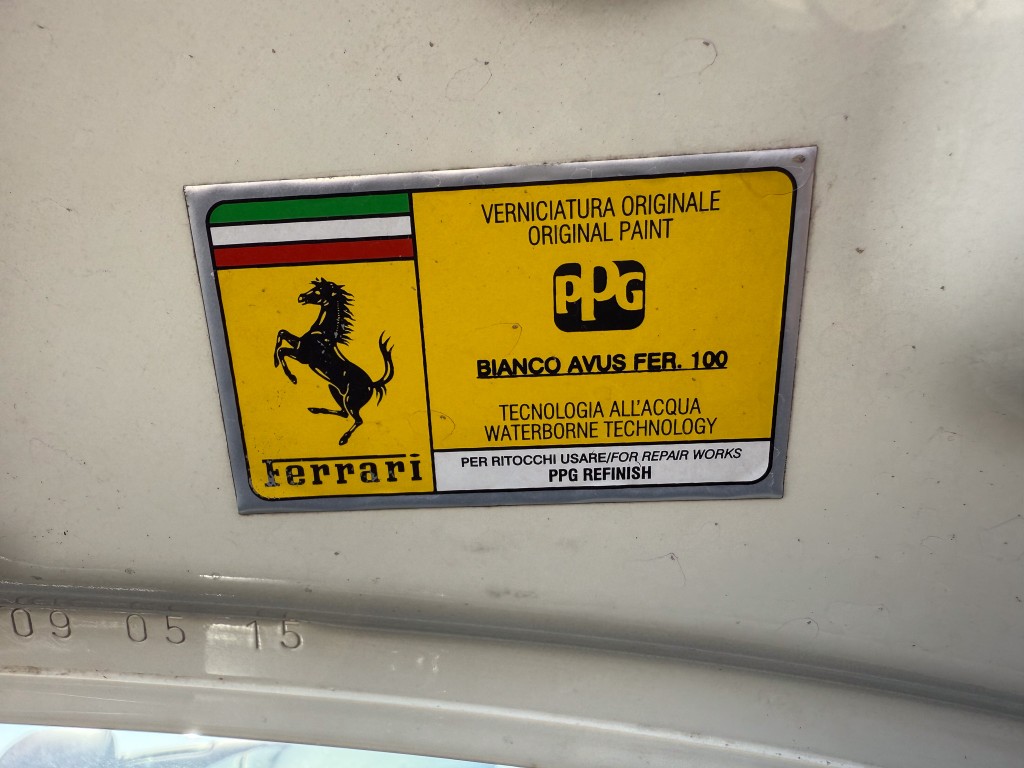 VERNICIATURA ORIGINALE
ORIGINAL PAINT
PPG
BIANCO AVUS FER. 100
TECNOLOGIA ALL'ACQUA
WATERBORNE TECHNOLOGY
PER RITOCCHI USARE/FOR REPAIR WORKS
PPG REFINISH
Ferrari
09 05 15